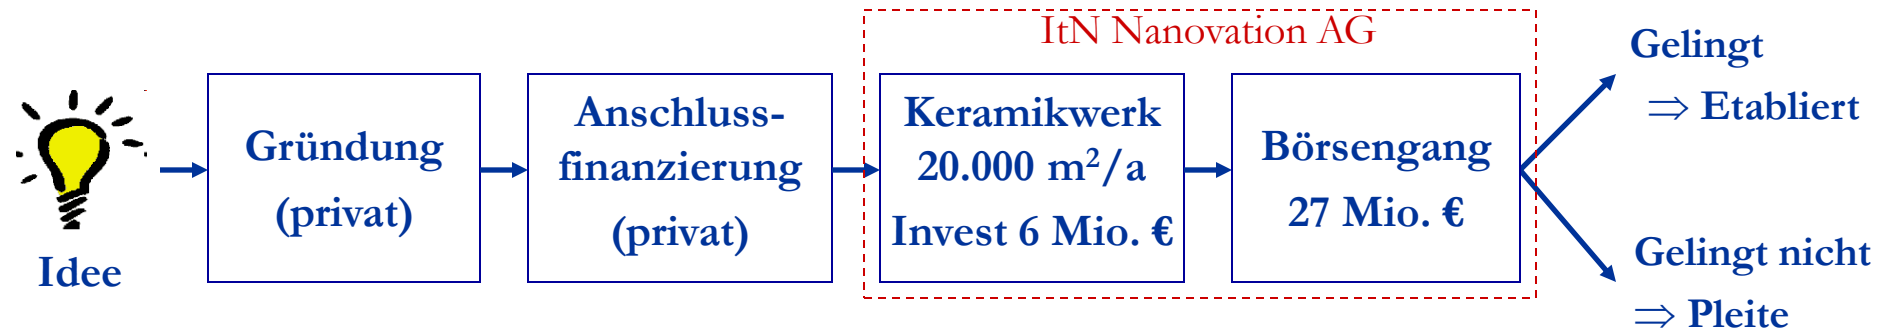 ItN Nanovation AG
Idee
Gründung
(privat)
Anschluss-
finanzierung
(privat)
Keramikwerk
20.000 m²/a
Invest 6 Mio. €
Börsengang
27 Mio. €
Gelingt
⇒ Etabliert
Gelingt nicht
⇒ Pleite